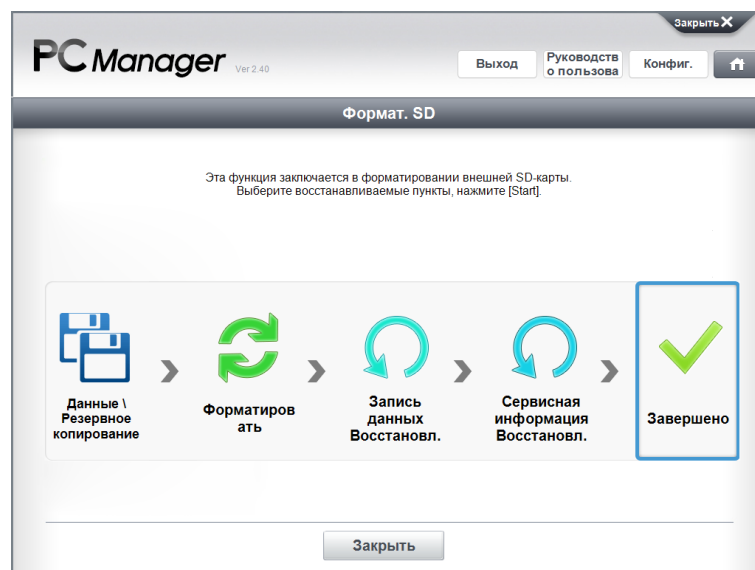 Закрыть X
PC Manager Ver 2.40
Выход
Руководств
о пользова
Конфиг.
Формат. SD
Эта функция заключается в форматировании внешней SD-карты.
Выберите восстанавливаемые пункты, нажмите [Start].
Данные \
Резервное
копирование
Форматиров
ать
Запись
данных
Восстановл.
Сервисная
информация
Восстановл.
Завершено
Закрыть